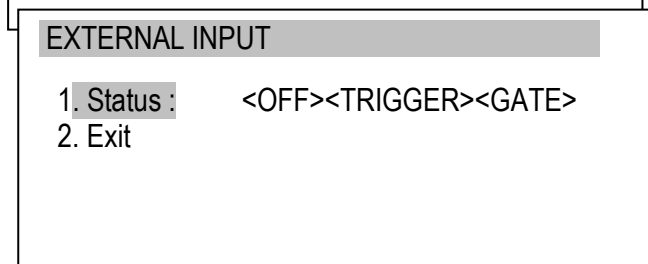 EXTERNAL INPUT
1. Status : <OFF><TRIGGER><GATE>
2. Exit